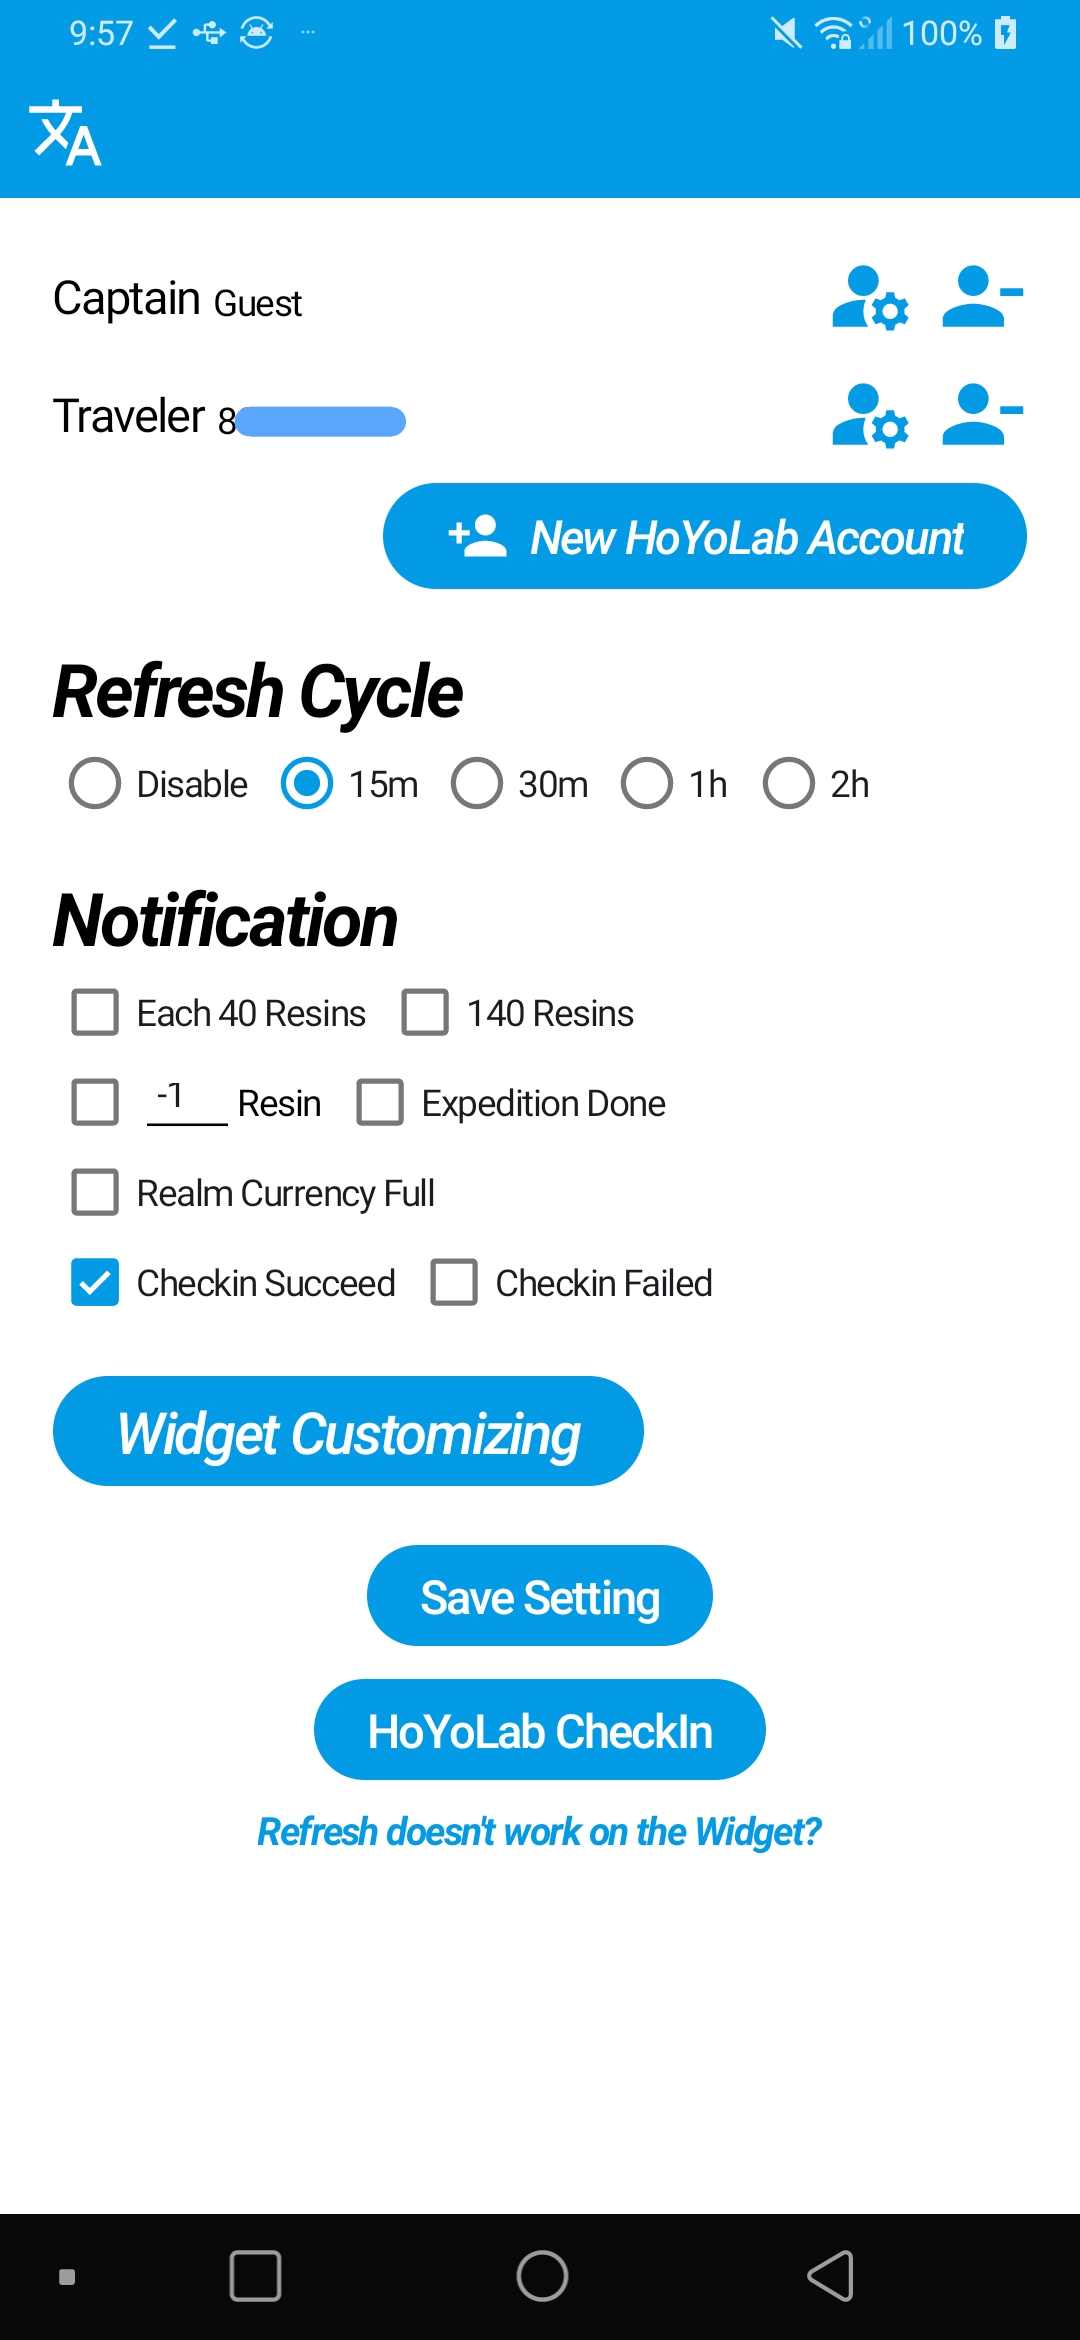 9:57 100%
Captain Guest
Traveler 8
New HoYoLab Account
Refresh Cycle
Disable 15m 30m 1h 2h
Notification
Each 40 Resins 140 Resins
-1 Resin Expedition Done
Realm Currency Full
Checkin Succeed Checkin Failed
Widget Customizing
Save Setting
HoYoLab CheckIn
Refresh doesn't work on the Widget?